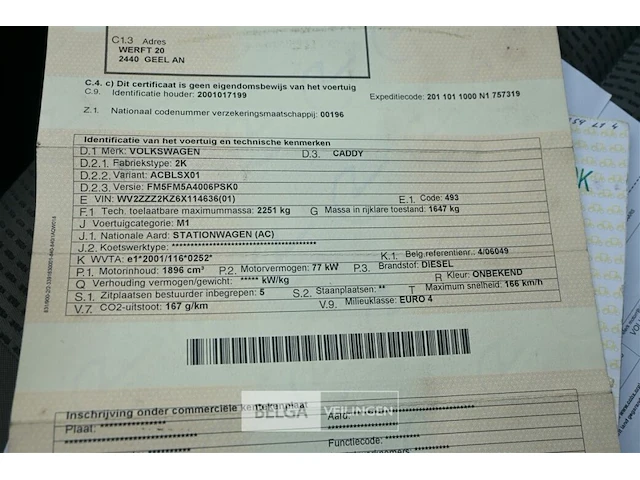 C1.3 Adres
WERFT 20
2440 GEEL AN
C.4. c) Dit certificaat is geen eigendomsbewijs van het voertuig
C.9. Identificatie houder: 2001017199
Expeditiecode: 201 101 1000 N1 757319
Z.1. Nationaal codenummer verzekeringsmaatschappij: 00196
Identificatie van het voertuig en technische kenmerken
D.1 Merk: VOLKSWAGEN D.3. CADDY
D.2.1. Fabriekstype: 2K
D.2.2. Variant: ACBLSX01
D.2.3. Versie: FM5FM5A4006PSK0
E VIN: WV2ZZZ2KZ6X114636(01) E.1. Code: 493
F.1 Tech. toelaatbare maximummassa: 2251 kg G Massa in rijklare toestand: 1647 kg
J Voertuigcategorie: M1
J.1. Nationale Aard: STATIONWAGEN (AC)
J.2. Koetswerktype: **************************************
K WVTA: e1*2001/116*0252* K.1. Belg.referentienr.: 4/06049
P.1. Motorinhoud: 1896 cm³ P.2. Motorvermogen: 77 kW P.3. Brandstof: DIESEL
Q Verhouding vermogen/gewicht: ***** kW/kg R Kleur: ONBEKEND
S.1. Zitplaatsen bestuurder inbegrepen: 5 S.2. Staanplaatsen: ** T Maximum snelheid: 166 km/h
V.7. CO2-uitstoot: 167 g/km V.9. Milieuklasse: EURO 4
BELGA VEILINGEN
Inschrijving onder commerciële kentekenplaat
Plaat: ***************
Aard: ***************
Functiecode: **********